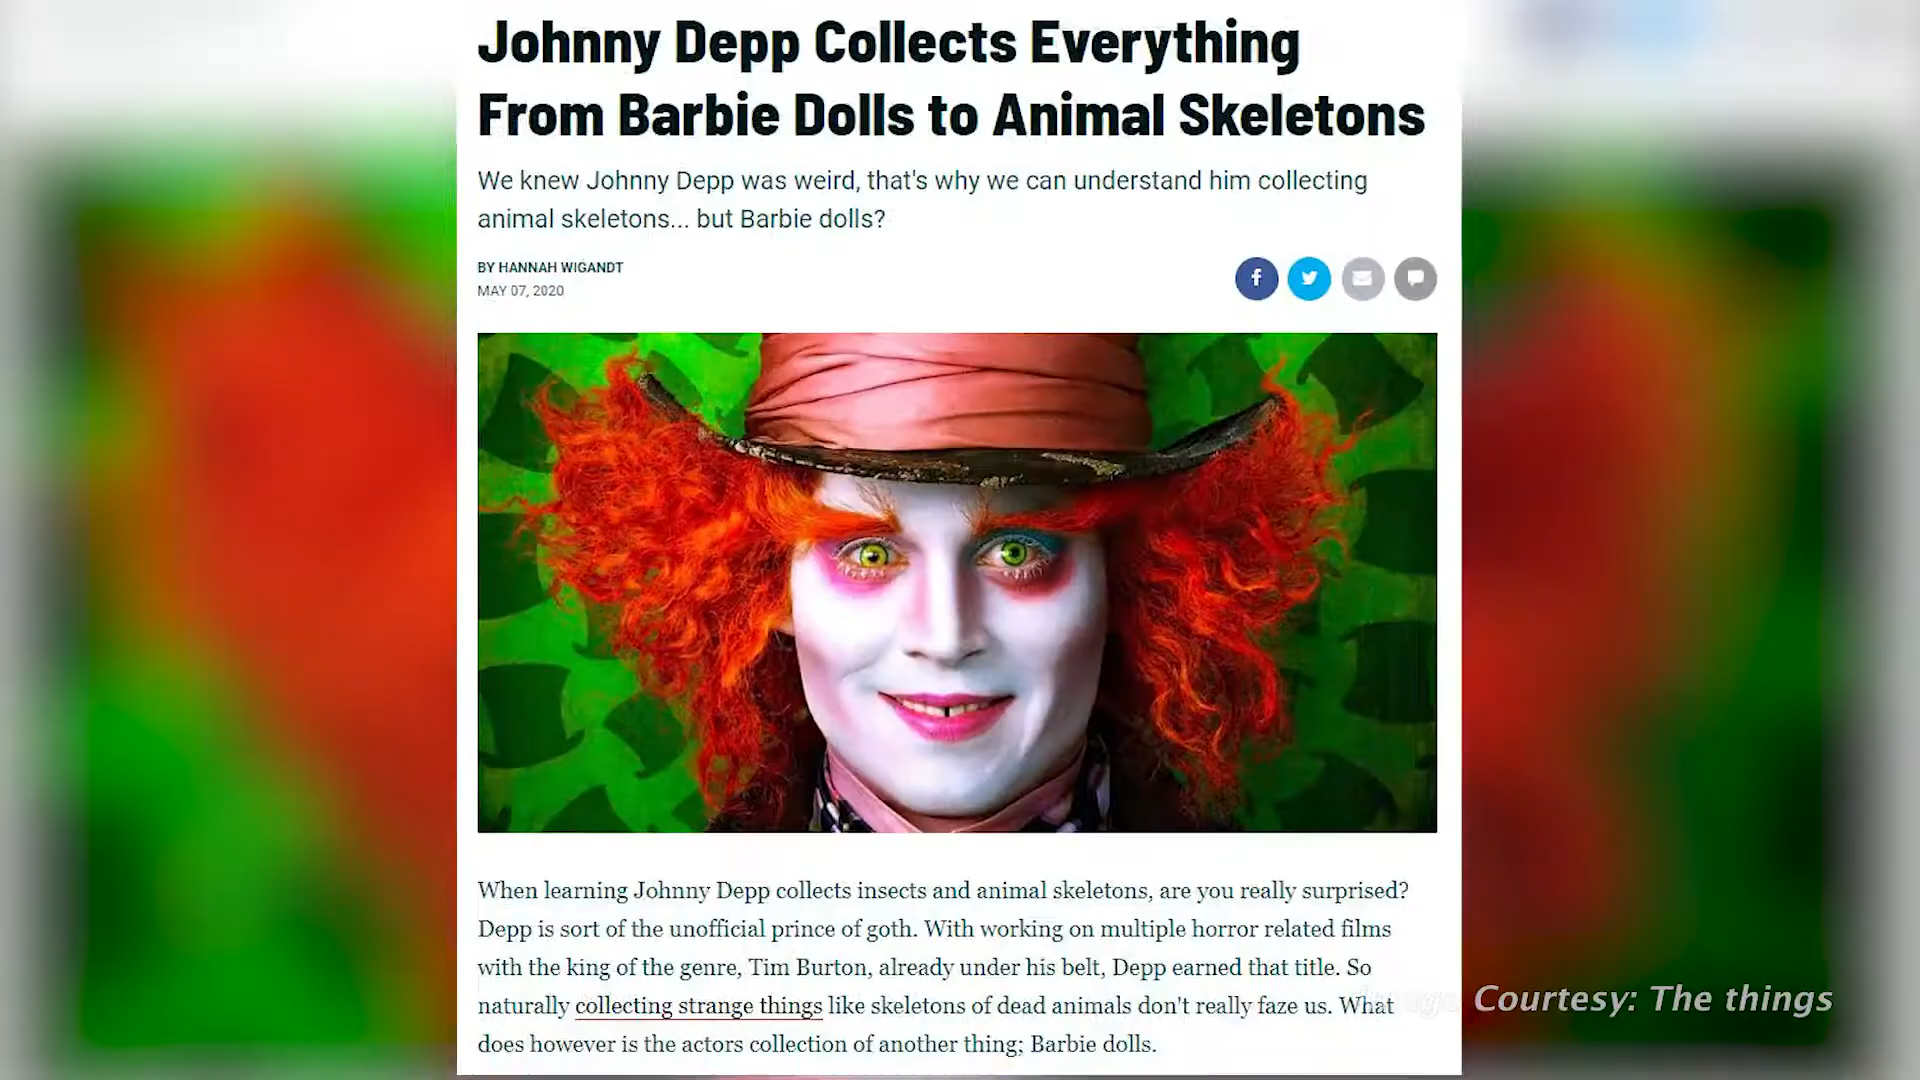 Johnny Depp Collects Everything
From Barbie Dolls to Animal Skeletons
We knew Johnny Depp was weird, that's why we can understand him collecting
animal skeletons... but Barbie dolls?
BY HANNAH WIGANDT
MAY 07, 2020
When learning Johnny Depp collects insects and animal skeletons, are you really surprised?
Depp is sort of the unofficial prince of goth. With working on multiple horror related films
with the king of the genre, Tim Burton, already under his belt, Depp earned that title. So
naturally collecting strange things like skeletons of dead animals don't really faze us. What
does however is the actors collection of another thing; Barbie dolls.
Courtesy: The things